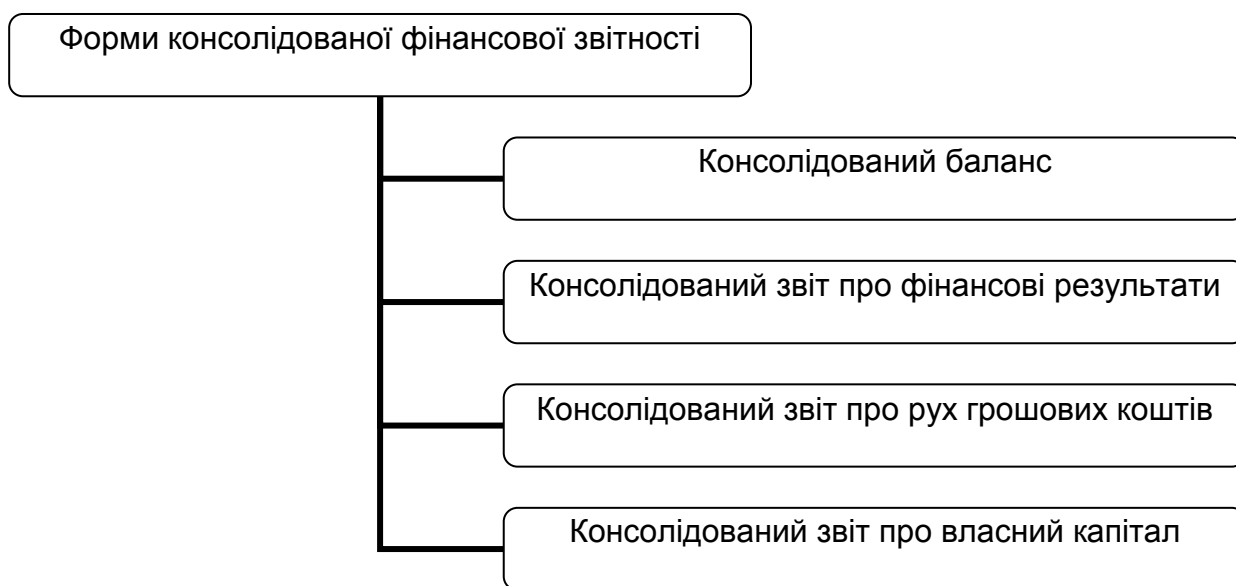 Форми консолідованої фінансової звітності
Консолідований баланс
Консолідований звіт про фінансові результати
Консолідований звіт про рух грошових коштів
Консолідований звіт про власний капітал